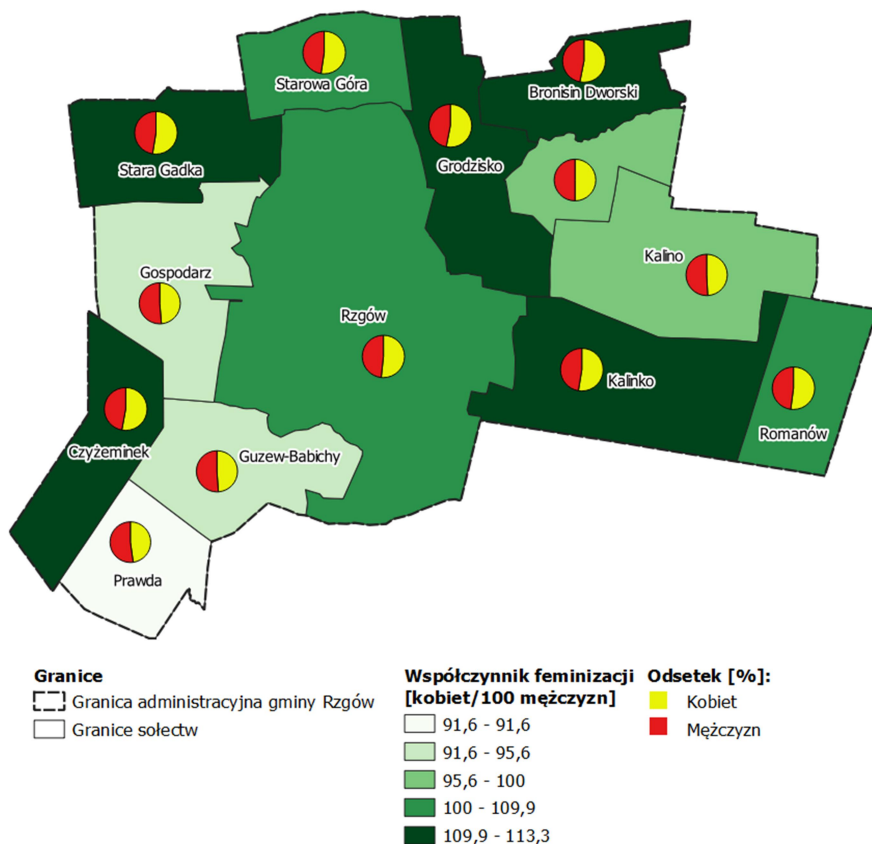 Starowa Góra
Bronisin Dworski
Stara Gadka
Grodzisko
Kalino
Gospodarz
Rzgów
Kalinko
Romanów
Czyżeminek
Guzew-Babichy
Prawda
Granice
Granica administracyjna gminy Rzgów
Granice sołectw
Współczynnik feminizacji
[kobiet/100 mężczyzn]
91,6 - 91,6
91,6 - 95,6
95,6 - 100
100 - 109,9
109,9 - 113,3
Odsetek [%]:
Kobiet
Mężczyzn